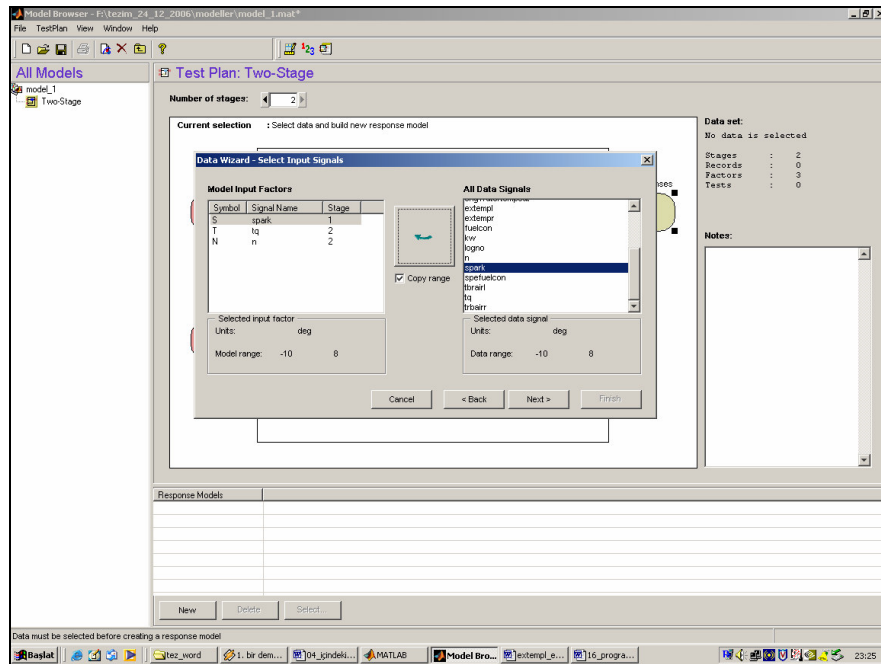 Model Browser - F:\tezim_24_12_2006\modeller\model_1.mat*
File TestPlan View Window Help
All Models
model_1
Two-Stage
Test Plan: Two-Stage
Number of stages: 2
Current selection : Select data and build new response model
Data Wizard - Select Input Signals
Model Input Factors
Symbol Signal Name Stage
S spark 1
T tq 2
N n 2
Copy range
All Data Signals
extempl
extempr
fuelcon
kw
logno
n
spark
spefuelcon
tbrairl
tq
trbairr
Selected input factor
Units: deg
Model range: -10 8
Selected data signal
Units: deg
Data range: -10 8
Cancel < Back Next > Finish
Data set:
No data is selected
Stages : 2
Records : 0
Factors : 3
Tests : 0
Notes:
Response Models
New Delete Select...
Data must be selected before creating a response model
Başlat tez_word 1. bir dem... 04_içindeki... MATLAB Model Bro... extempl_e... 16_progra... 23:25